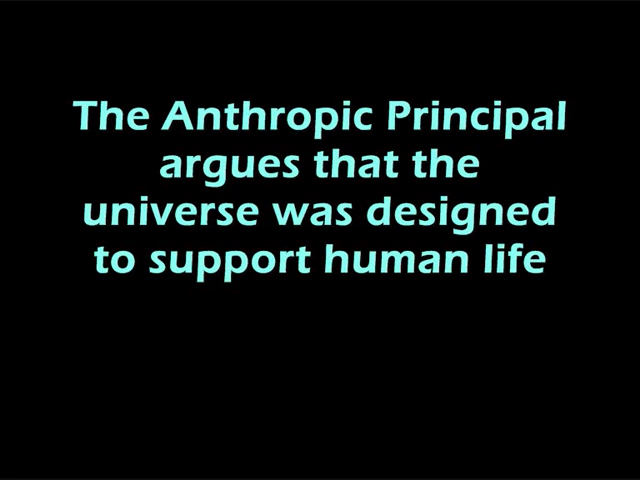 The Anthropic Principal
argues that the
universe was designed
to support human life